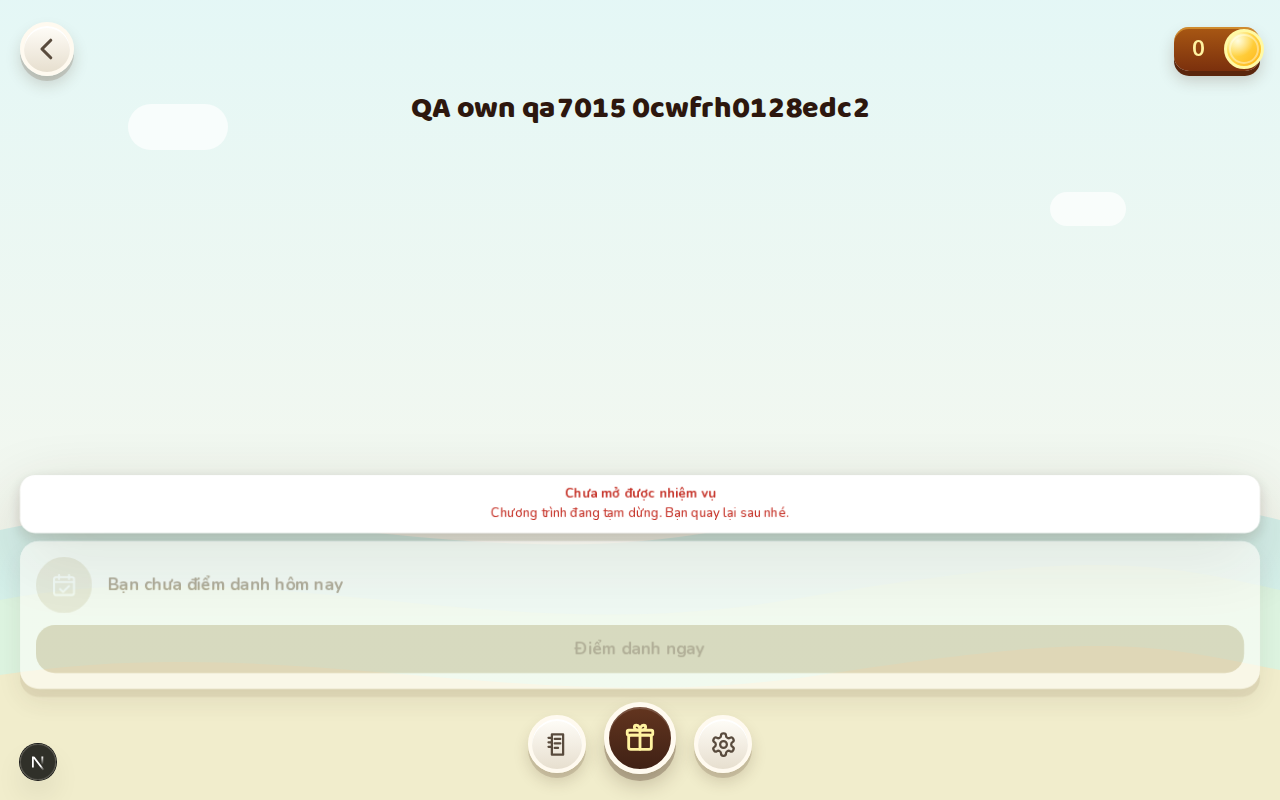 0
QA own qa7015 0cwfrh0128edc2
Chưa mở được nhiệm vụ
Chương trình đang tạm dừng. Bạn quay lại sau nhé.
Bạn chưa điểm danh hôm nay
Điểm danh ngay
N